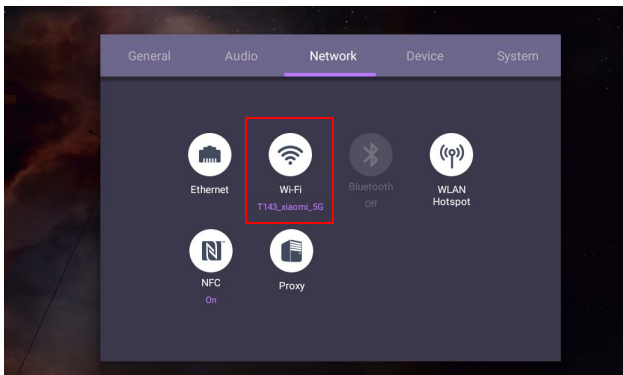 General Audio Network Device System
Ethernet Wi-Fi Bluetooth WLAN
T143_xiaomi_5G Off Hotspot
NFC Proxy
On